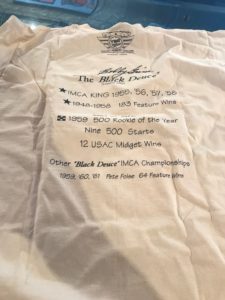 The Black Deuce
★ IMCA KING 1955, '56, '57, '58
★ 1948-1958 183 Feature Wins
1959 500 Rookie of the Year
Nine 500 Starts
12 USAC Midget Wins
Other "Black Deuce" IMCA Championships
1959, '60, '61 Pete Folse 64 Feature Wins